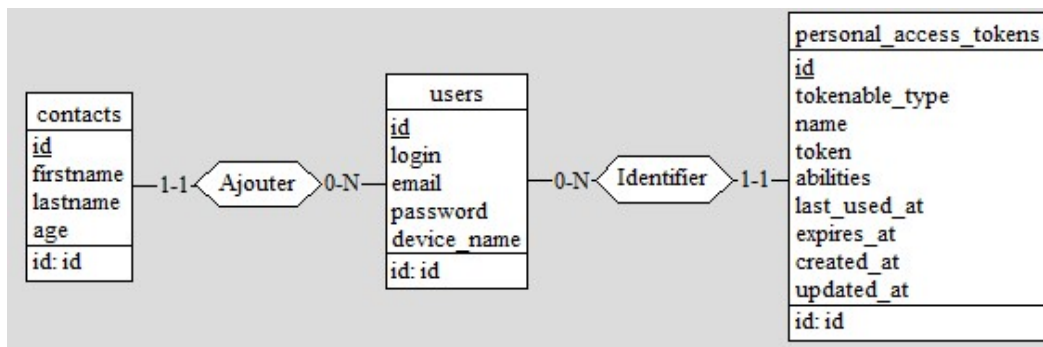 contacts
id
firstname
lastname
age
id: id
1-1
Ajouter
0-N
users
id
login
email
password
device_name
id: id
0-N
Identifier
1-1
personal_access_tokens
id
tokenable_type
name
token
abilities
last_used_at
expires_at
created_at
updated_at
id: id